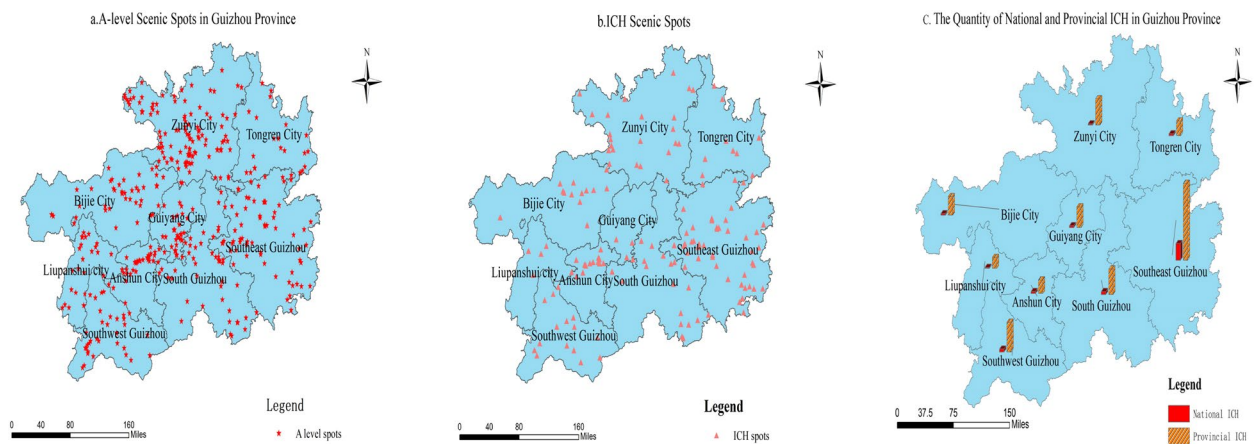 a.A-level Scenic Spots in Guizhou Province
N
Zunyi City
Tongren City
Bijie City
Guiyang City
Southeast Guizhou
Liupanshui city
Anshun City
South Guizhou
Southwest Guizhou
Legend
0 40 80 160
Miles
A level spots
b.ICH Scenic Spots
N
Zunyi City
Tongren City
Bijie City
Guiyang City
Southeast Guizhou
Liupanshui city
Anshun City
South Guizhou
Southwest Guizhou
Legend
0 40 80 160
Miles
ICH spots
C. The Quantity of National and Provincial ICH in Guizhou Province
N
Zunyi City
Tongren City
Bijie City
Guiyang City
Southeast Guizhou
Liupanshui city
Anshun City
South Guizhou
Southwest Guizhou
Legend
0 37.5 75 150
Miles
National ICH
Provincial ICH